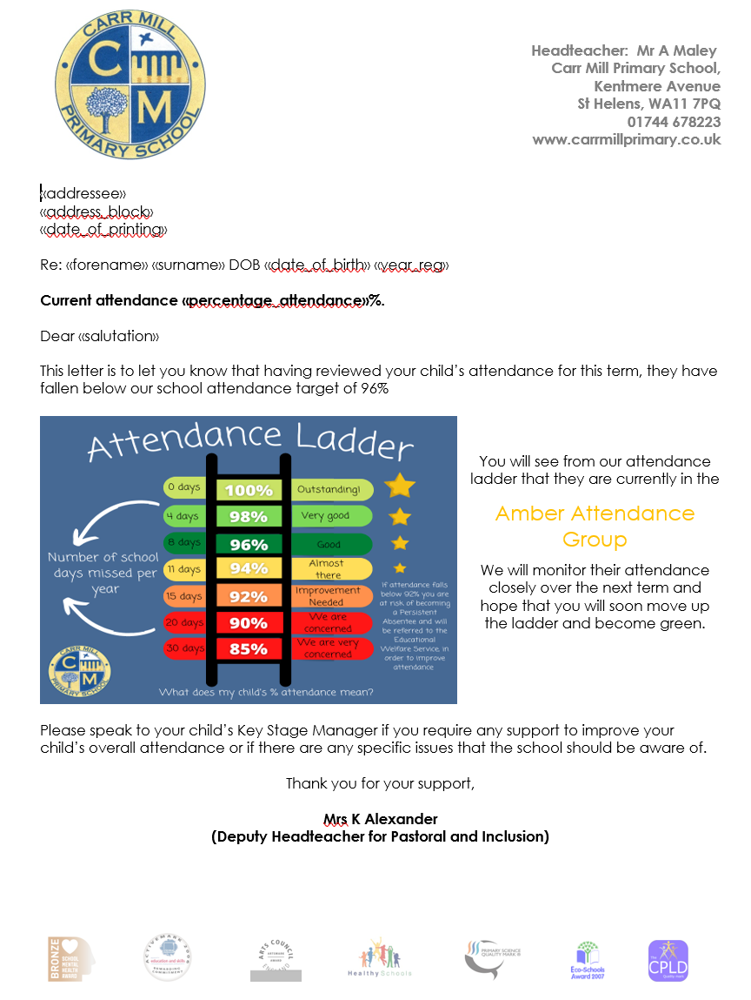 CARR MILL
C
M
PRIMARY SCHOOL
Headteacher: Mr A Maley
Carr Mill Primary School,
Kentmere Avenue
St Helens, WA11 7PQ
01744 678223
www.carrmillprimary.co.uk
«addressee»
«address_block»
«date_of_printing»
Re: «forename» «surname» DOB «date_of_birth» «year_reg»
Current attendance «percentage_attendance»%.
Dear «salutation»
This letter is to let you know that having reviewed your child’s attendance for this term, they have
fallen below our school attendance target of 96%
Attendance Ladder
0 days 100% Outstanding!
4 days 98% Very good
8 days 96% Good
11 days 94% Almost
there
15 days 92% Improvement
Needed
20 days 90% We are
concerned
30 days 85% We are very
concerned
Number of school
days missed per
year
If attendance falls
below 92% you are
at risk of becoming
a Persistent
Absentee and will
be referred to the
Educational
Welfare Service, in
order to improve
attendance
CARR MILL
C
M
PRIMARY SCHOOL
What does my child's % attendance mean?
You will see from our attendance
ladder that they are currently in the
Amber Attendance
Group
We will monitor their attendance
closely over the next term and
hope that you will soon move up
the ladder and become green.
Please speak to your child’s Key Stage Manager if you require any support to improve your
child’s overall attendance or if there are any specific issues that the school should be aware of.
Thank you for your support,
Mrs K Alexander
(Deputy Headteacher for Pastoral and Inclusion)
BRONZE
SCHOOL
MENTAL
HEALTH
AWARD
ACTIVEMARK 2006
education and skills
REWARDING
COMMITMENT
ARTS COUNCIL
ARTSMARK
AWARD
ENGLAND
Healthy Schools
PRIMARY SCIENCE
QUALITY MARK
Eco-Schools
Award 2007
The
CPLD
Quality mark